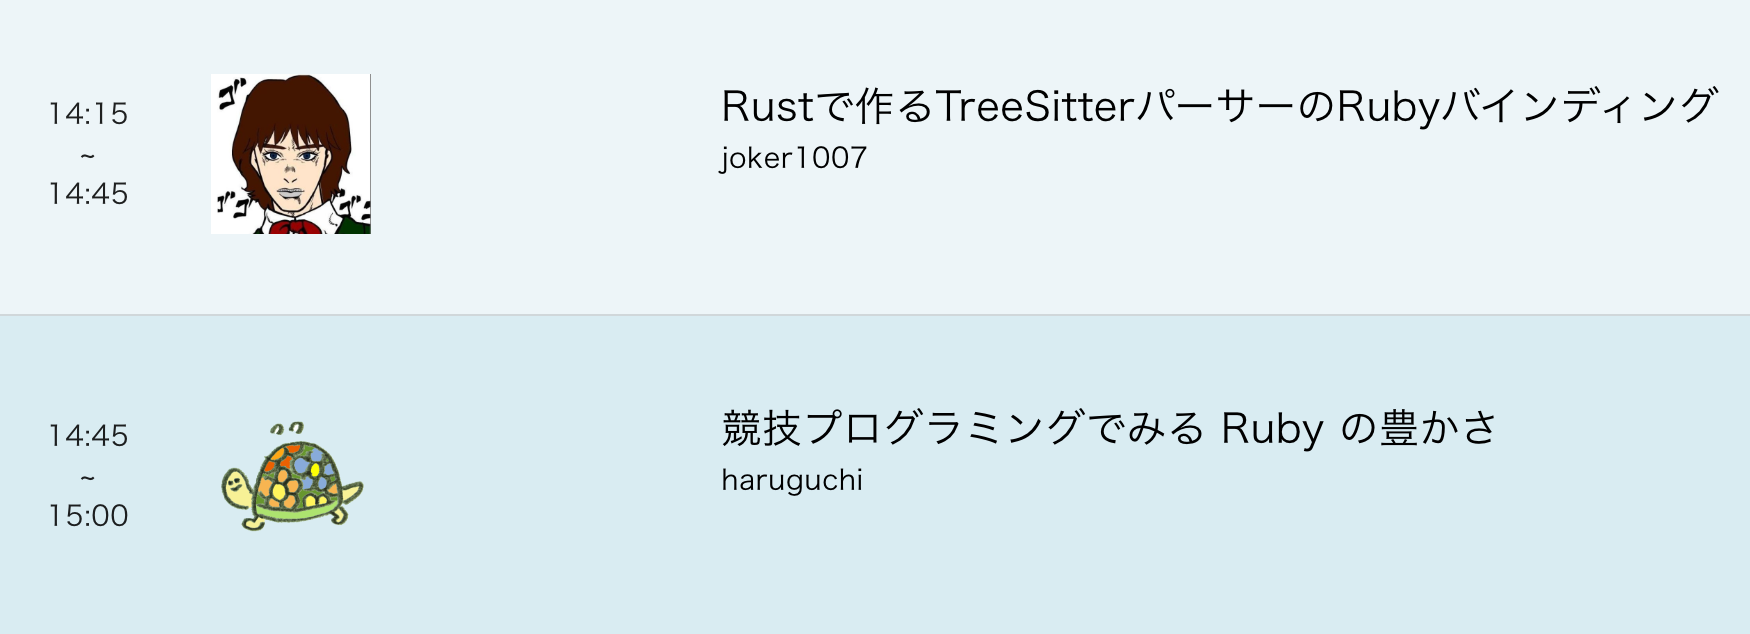 14:15
~
14:45
ゴ
ゴゴ
ゴゴ
Rustで作るTreeSitterパーサーのRubyバインディング
joker1007
14:45
~
15:00
競技プログラミングでみる Ruby の豊かさ
haruguchi